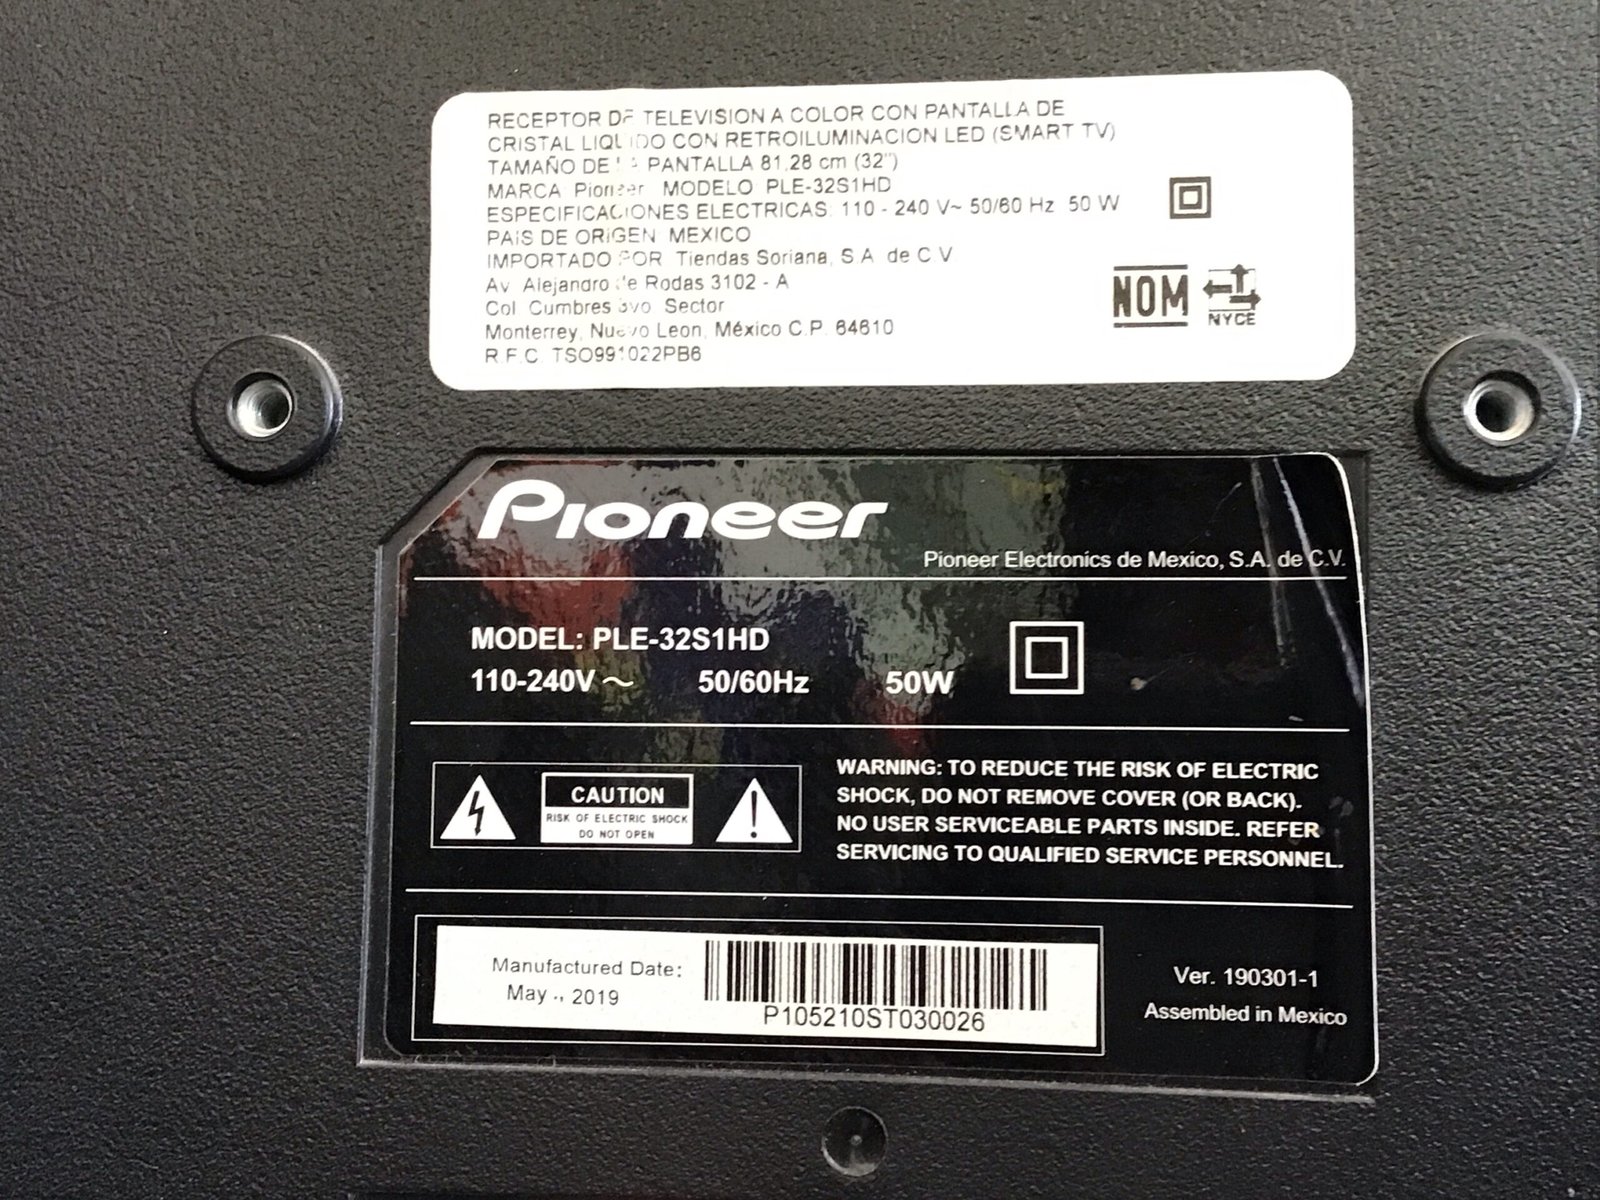 RECEPTOR DE TELEVISION A COLOR CON PANTALLA DE
CRISTAL LIQUIDO CON RETROILUMINACION LED (SMART TV)
TAMAÑO DE LA PANTALLA 81,28 cm (32")
MARCA: Pioneer MODELO: PLE-32S1HD
ESPECIFICACIONES ELECTRICAS: 110 - 240 V~ 50/60 Hz 50 W
PAIS DE ORIGEN: MEXICO
IMPORTADO POR: Tiendas Soriana, S.A. de C.V.
Av. Alejandro de Rodas 3102 - A
Col. Cumbres 3vo. Sector
Monterrey, Nuevo Leon, México C.P. 64610
R.F.C. TSO991022PB6
NOM
NYCE
Pioneer
Pioneer Electronics de Mexico, S.A. de C.V.
MODEL: PLE-32S1HD
110-240V～ 50/60Hz 50W
CAUTION
RISK OF ELECTRIC SHOCK
DO NOT OPEN
WARNING: TO REDUCE THE RISK OF ELECTRIC
SHOCK, DO NOT REMOVE COVER (OR BACK).
NO USER SERVICEABLE PARTS INSIDE. REFER
SERVICING TO QUALIFIED SERVICE PERSONNEL.
Manufactured Date:
May ., 2019
P105210ST030026
Ver. 190301-1
Assembled in Mexico